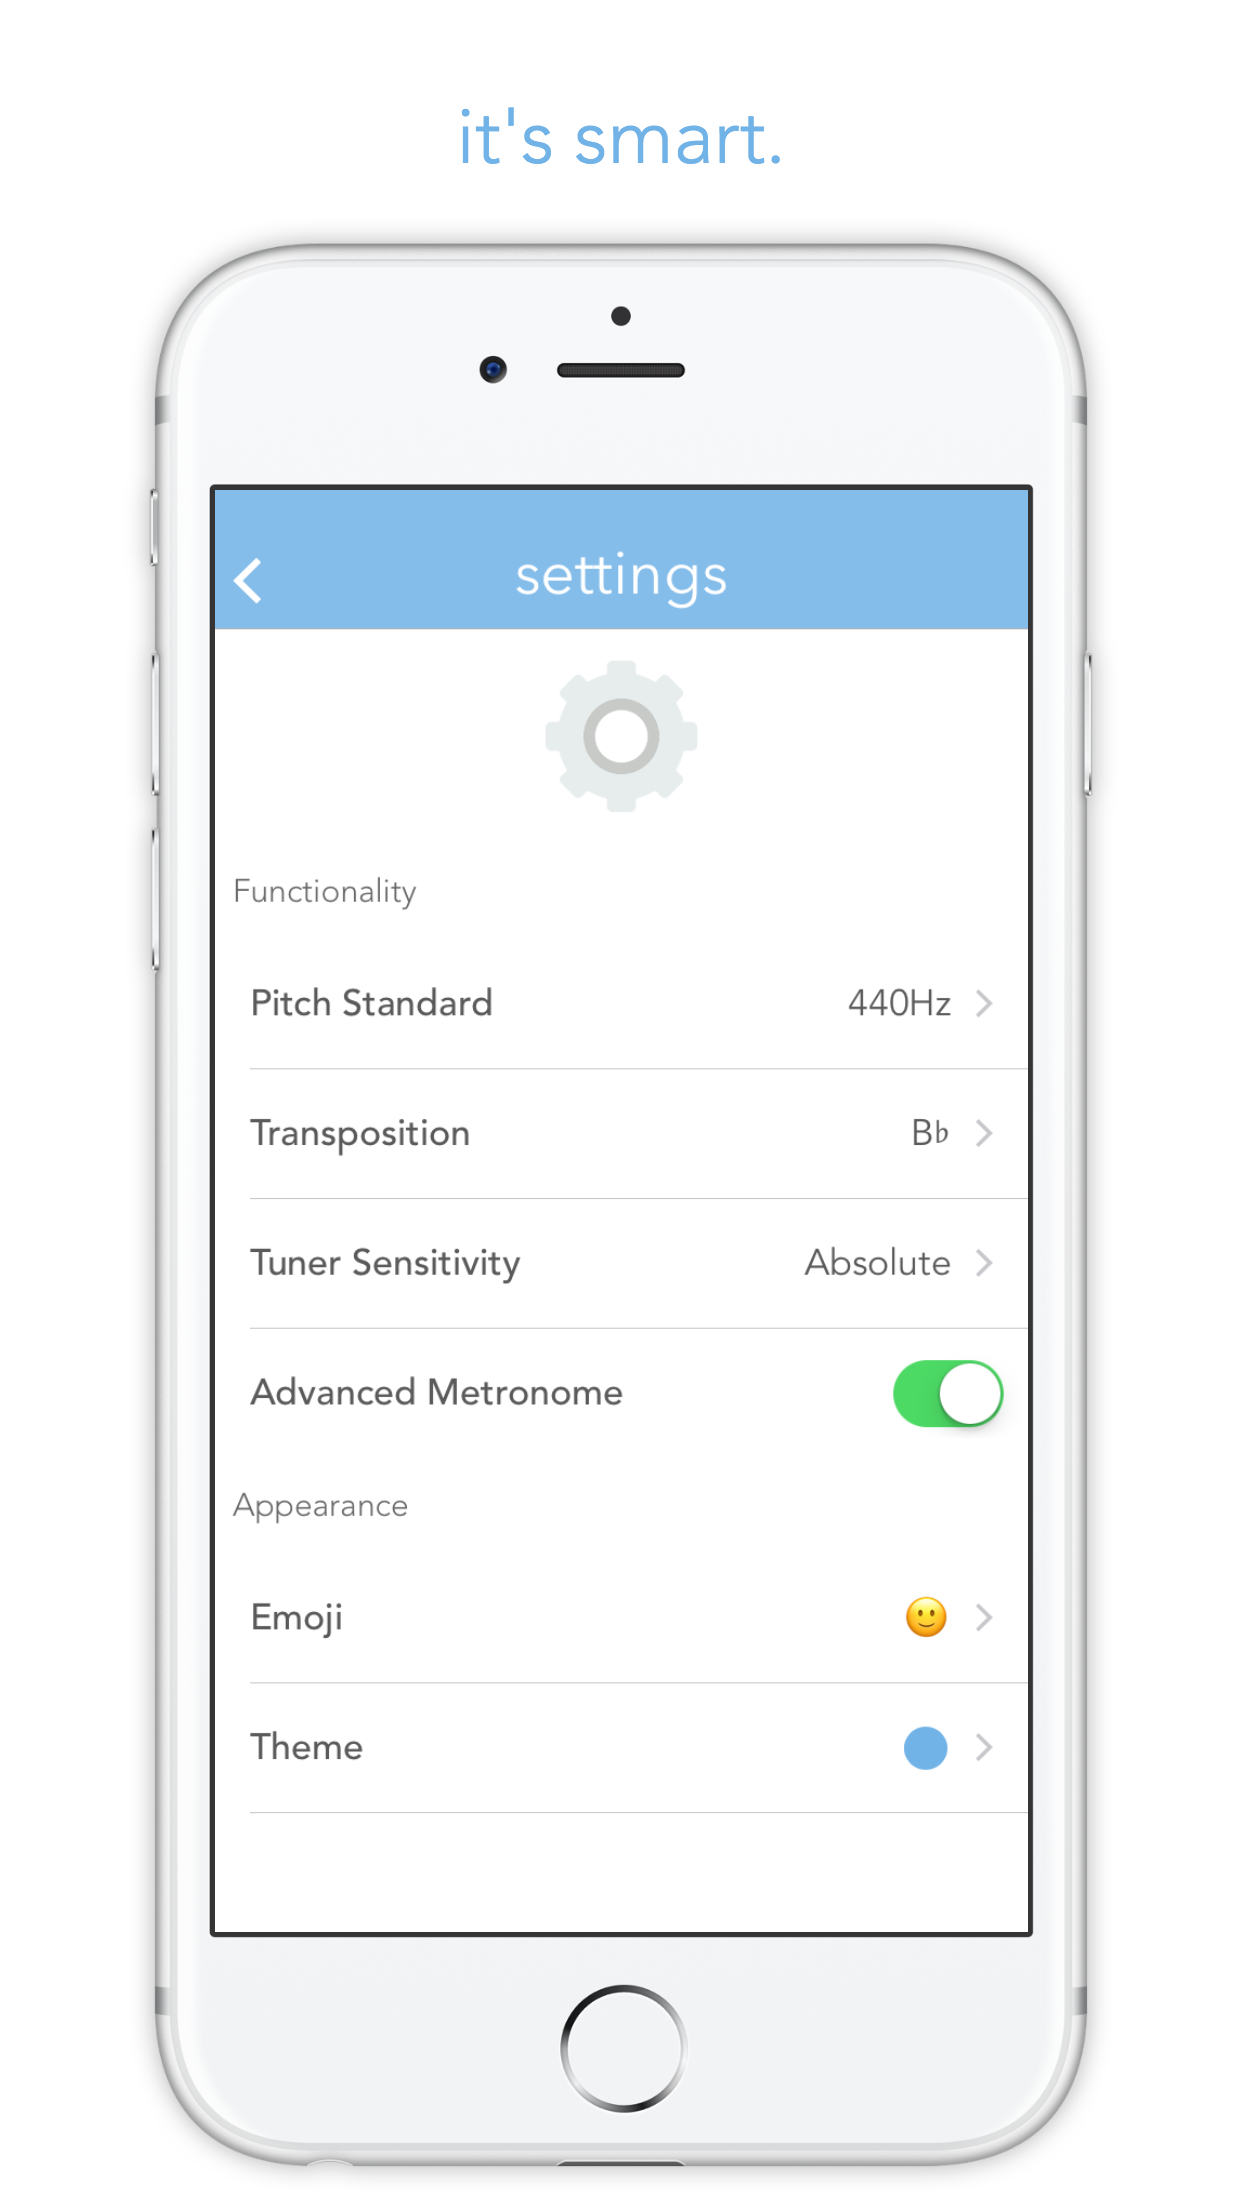 it's smart.
settings
Functionality
Pitch Standard 440Hz
Transposition B♭
Tuner Sensitivity Absolute
Advanced Metronome
Appearance
Emoji
Theme